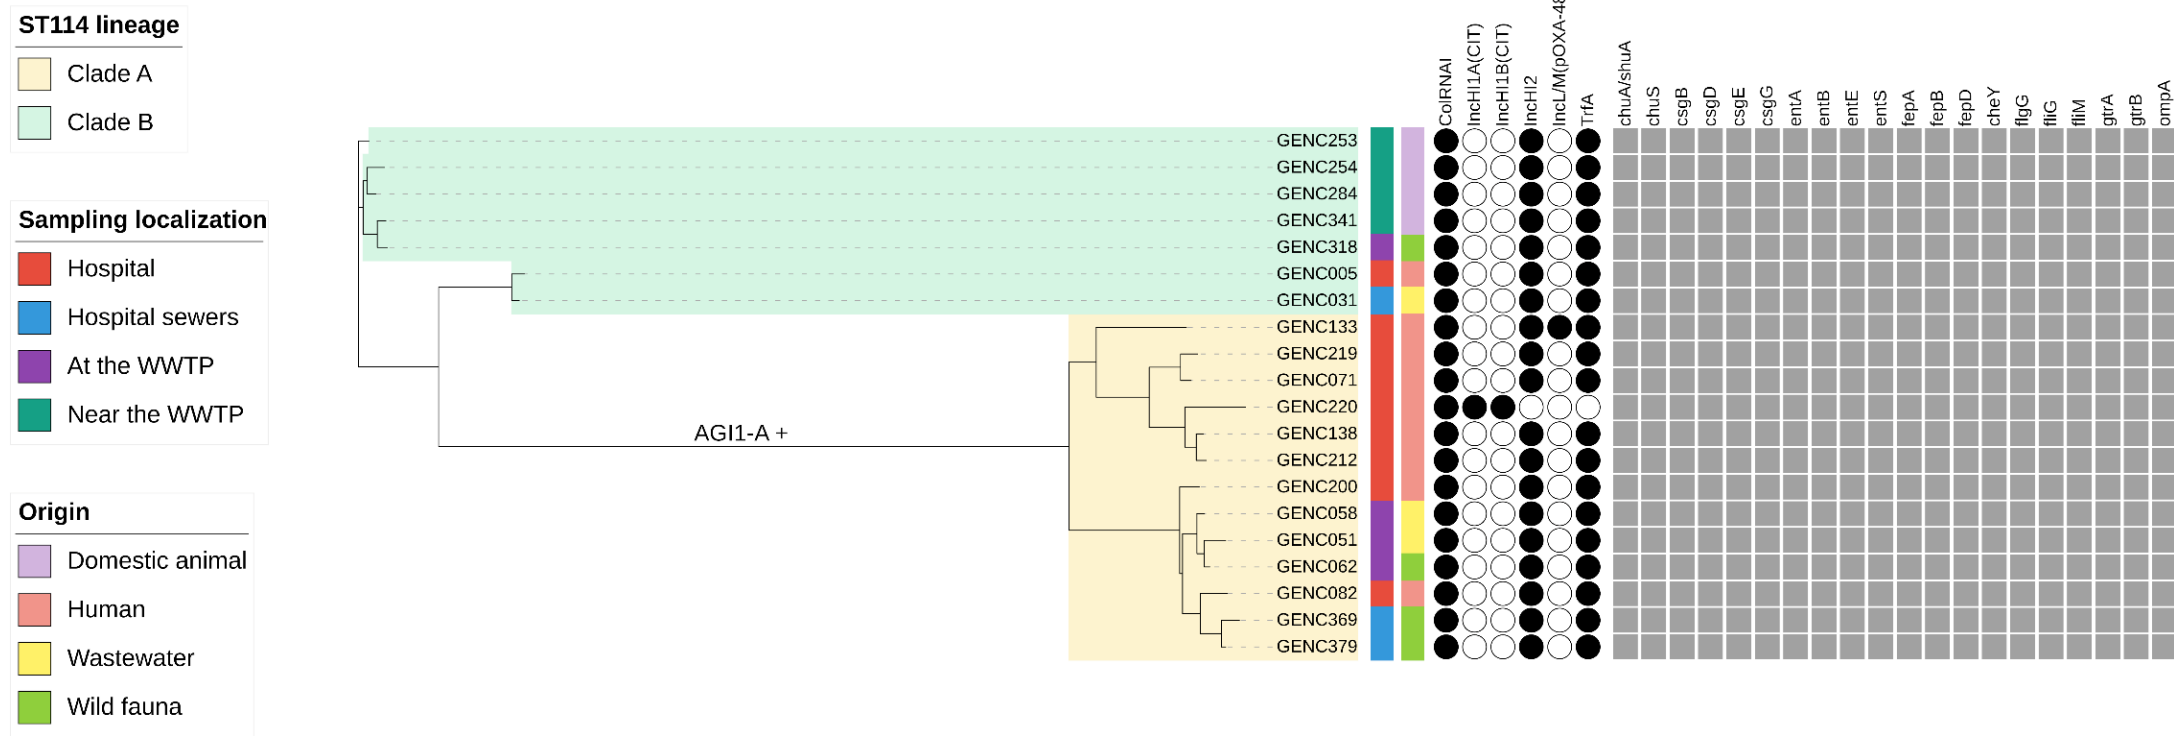 ST114 lineage
Clade A
Clade B
Sampling localization
Hospital
Hospital sewers
At the WWTP
Near the WWTP
Origin
Domestic animal
Human
Wastewater
Wild fauna
AGI1-A +
GENC253
GENC254
GENC284
GENC341
GENC318
GENC005
GENC031
GENC133
GENC219
GENC071
GENC220
GENC138
GENC212
GENC200
GENC058
GENC051
GENC062
GENC082
GENC369
GENC379
ColRNAI
IncHI1A(CIT)
IncHI1B(CIT)
IncHI2
IncL/M(pOXA-48
TrfA
chuA/shuA
chuS
csgB
csgD
csgE
csgG
entA
entB
entE
entS
fepA
fepB
fepD
cheY
flgG
fliG
fliM
gtrA
gtrB
ompA